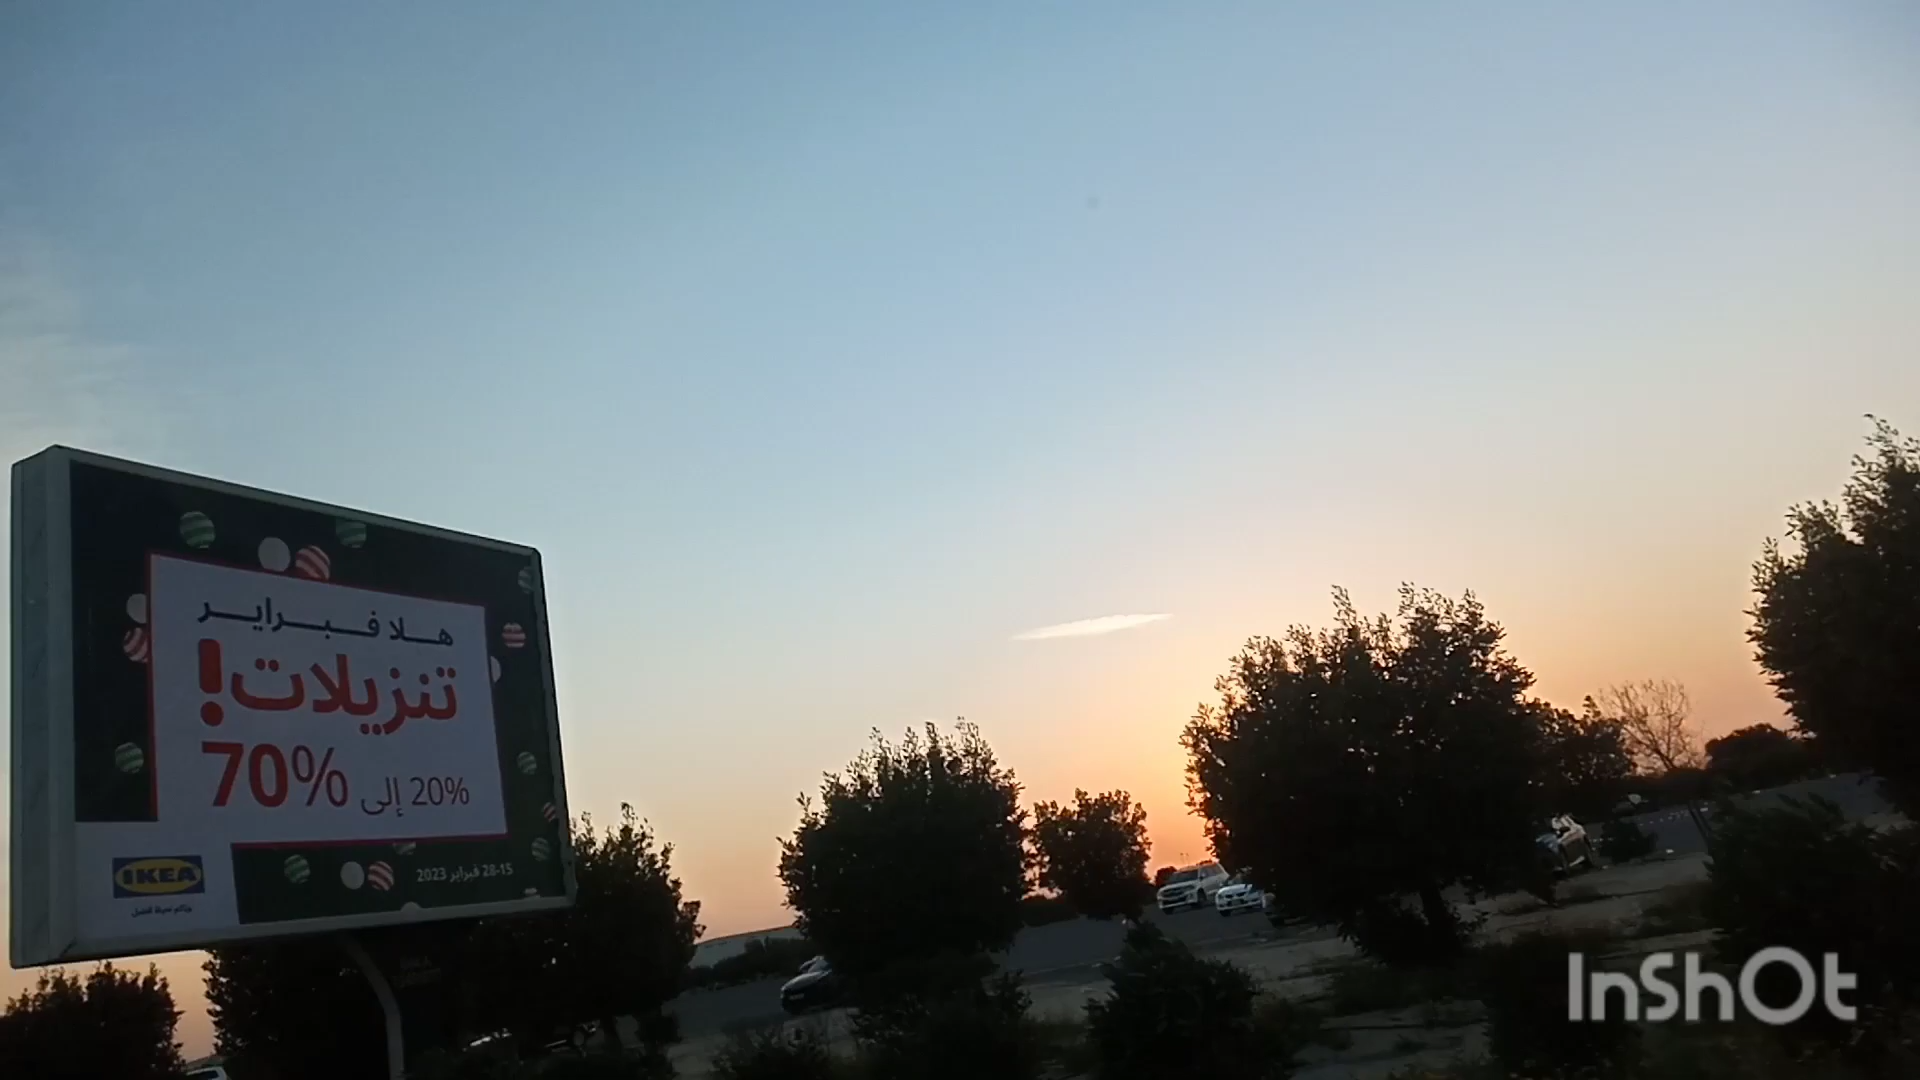 هلا فبراير
تنزيلات!
20% إلى 70%
15-28 فبراير 2023
IKEA
InShOt